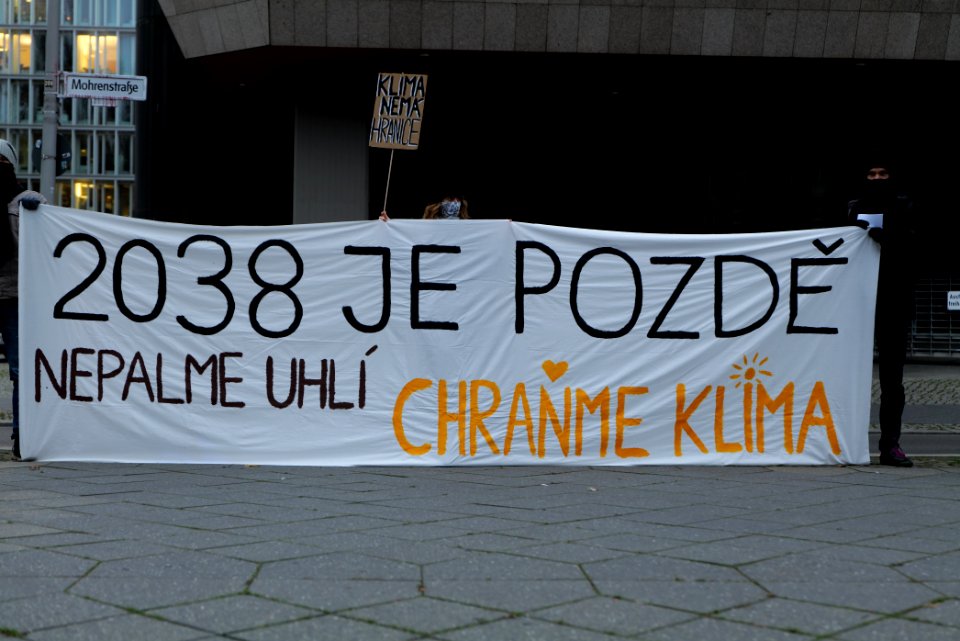 Mohrenstraße
KLIMA
NEMÁ
HRANICE
2038 JE POZDĚ
NEPALME UHLÍ
CHRAŇME KLIMA